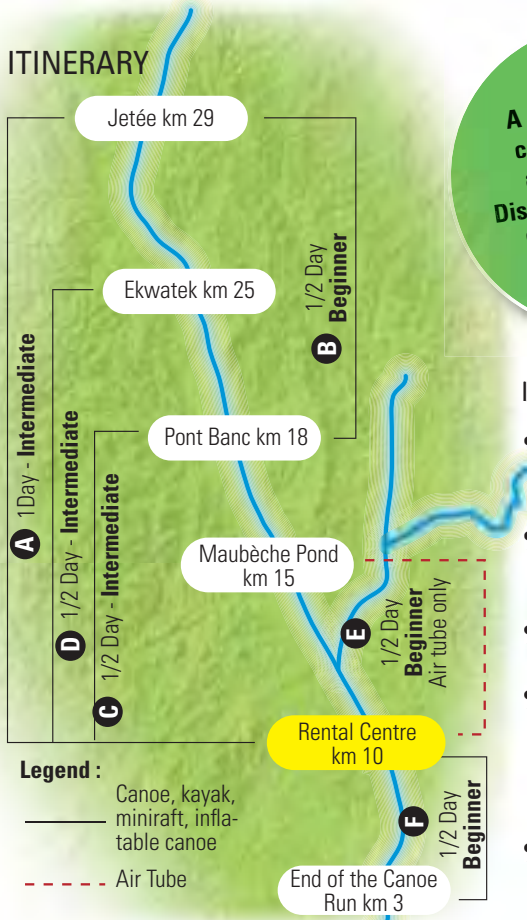 ITINERARY
Jetée km 29
Ekwatek km 25
Pont Banc km 18
Maubèche Pond
km 15
Rental Centre
km 10
End of the Canoe
Run km 3
A 1Day - Intermediate
D 1/2 Day - Intermediate
C 1/2 Day - Intermediate
B 1/2 Day
Beginner
E 1/2 Day
Beginner
Air tube only
F 1/2 Day
Beginner
Legend :
Canoe, kayak,
miniraft, infla-
table canoe
Air Tube
A
c
Dis
I